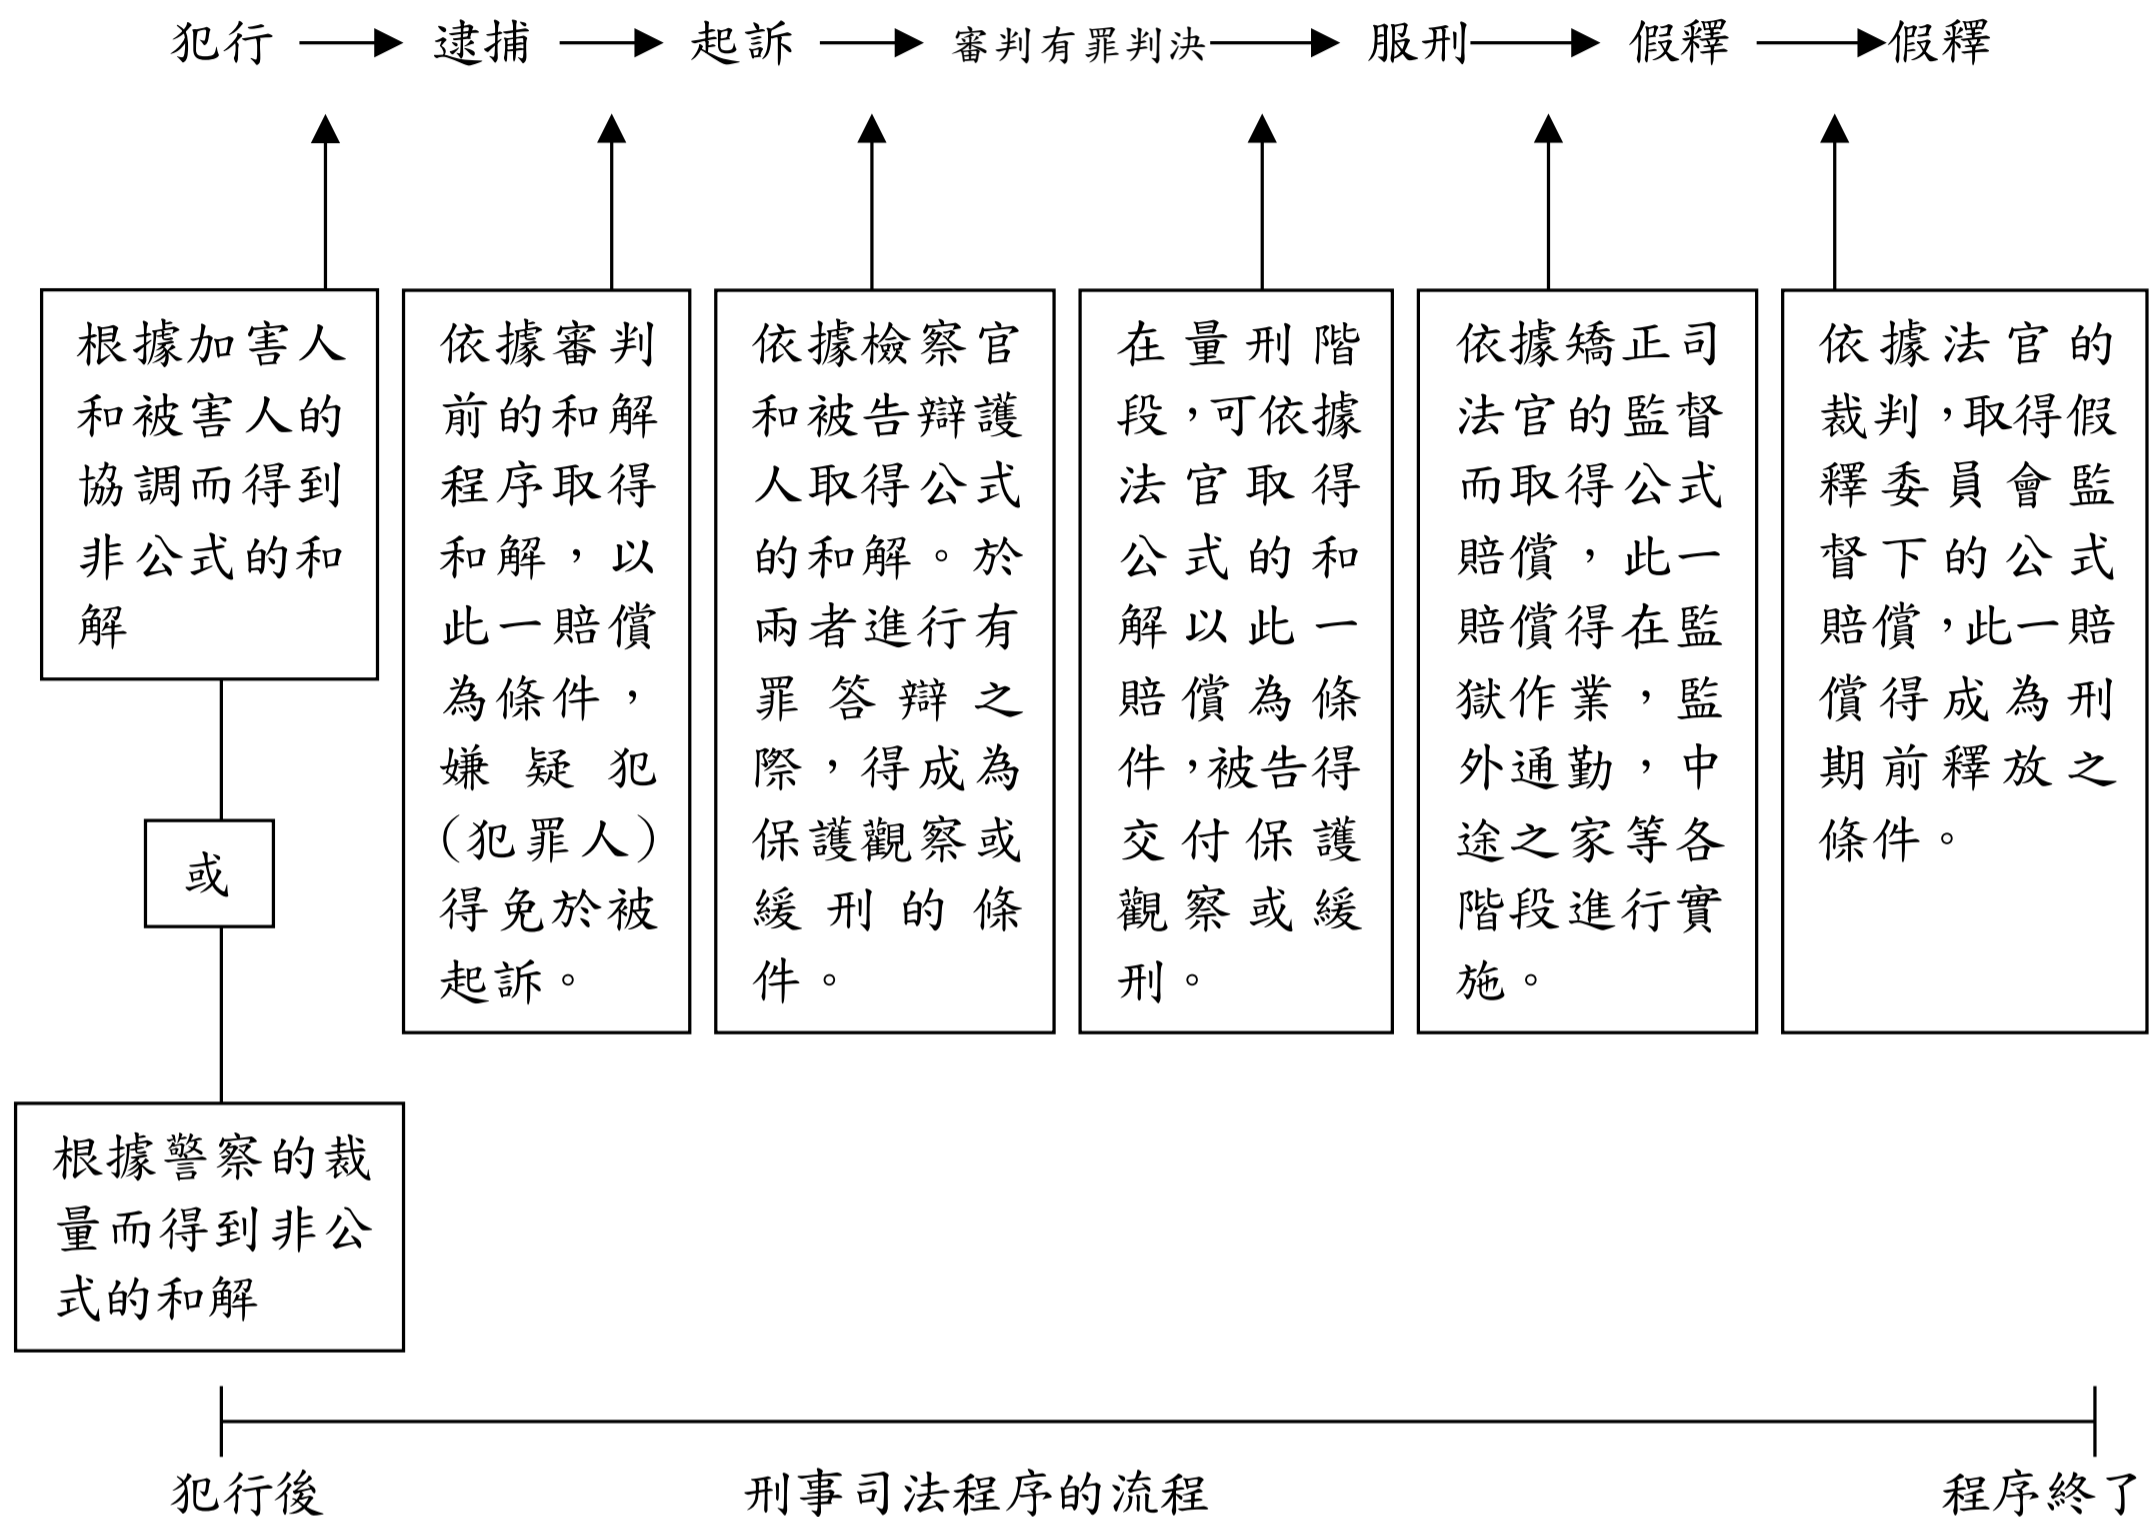 犯行 逮捕 起訴 審判有罪判決 服刑 假釋 假釋
根據加害人
和被害人的
協調而得到
非公式的和
解
或
根據警察的裁
量而得到非公
式的和解
依據審判
前的和解
程序取得
和解，以
此一賠償
為條件，
嫌疑犯
(犯罪人)
得免於被
起訴。
依據檢察官
和被告辯護
人取得公式
的和解。於
兩者進行有
罪答辯之
際，得成為
保護觀察或
緩刑的條
件。
在量刑階
段，可依據
法官取得
公式的和
解以此一
賠償為條
件，被告得
交付保護
觀察或緩
刑。
依據矯正司
法官的監督
而取得公式
賠償，此一
賠償得在監
獄作業，監
外通勤，中
途之家等各
階段進行實
施。
依據法官的
裁判，取得假
釋委員會監
督下的公式
賠償，此一賠
償得成為刑
期前釋放之
條件。
犯行後 刑事司法程序的流程 程序終了